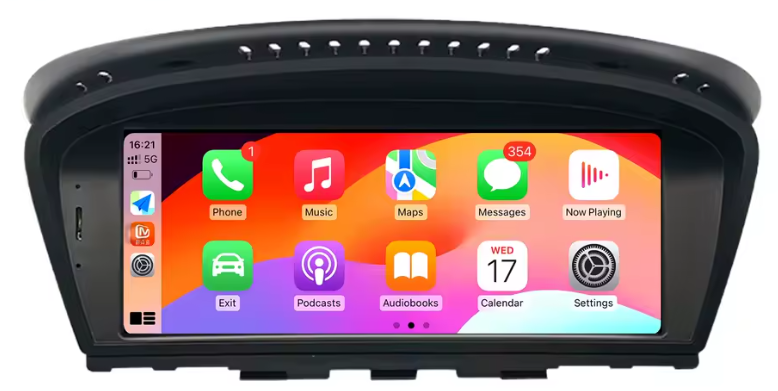 16:21
5G
1
354
Phone
Music
Maps
Messages
Now Playing
WED
17
Exit
Podcasts
Audiobooks
Calendar
Settings